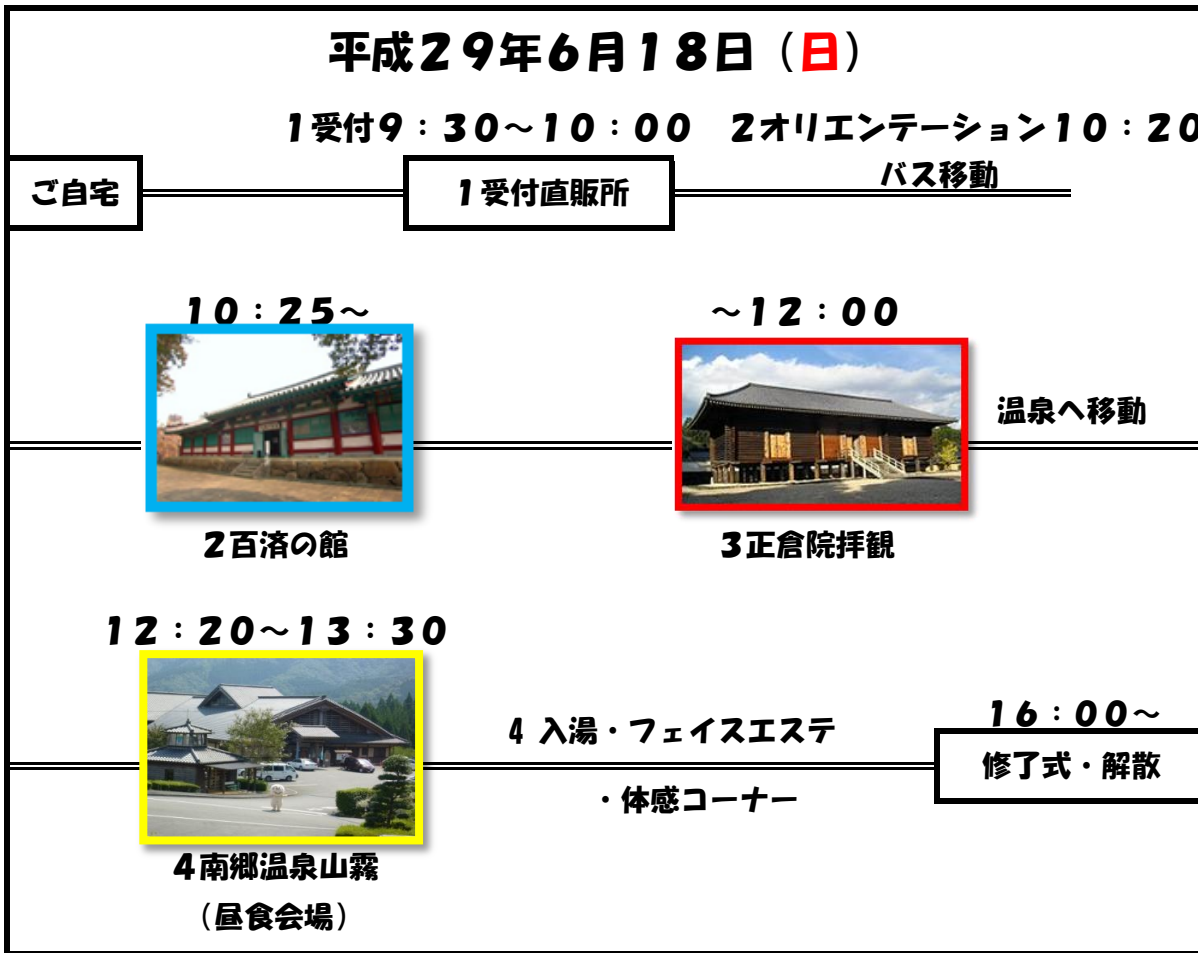 平成29年6月18日（日）
1受付9：30～10：00　2オリエンテーション10：20
ご自宅
1受付直販所
バス移動
10：25～
～12：00
温泉へ移動
2百済の館
3正倉院拝観
12：20～13：30
4 入湯・フェイスエステ
・体感コーナー
16：00～
修了式・解散
4南郷温泉山霧
（昼食会場）